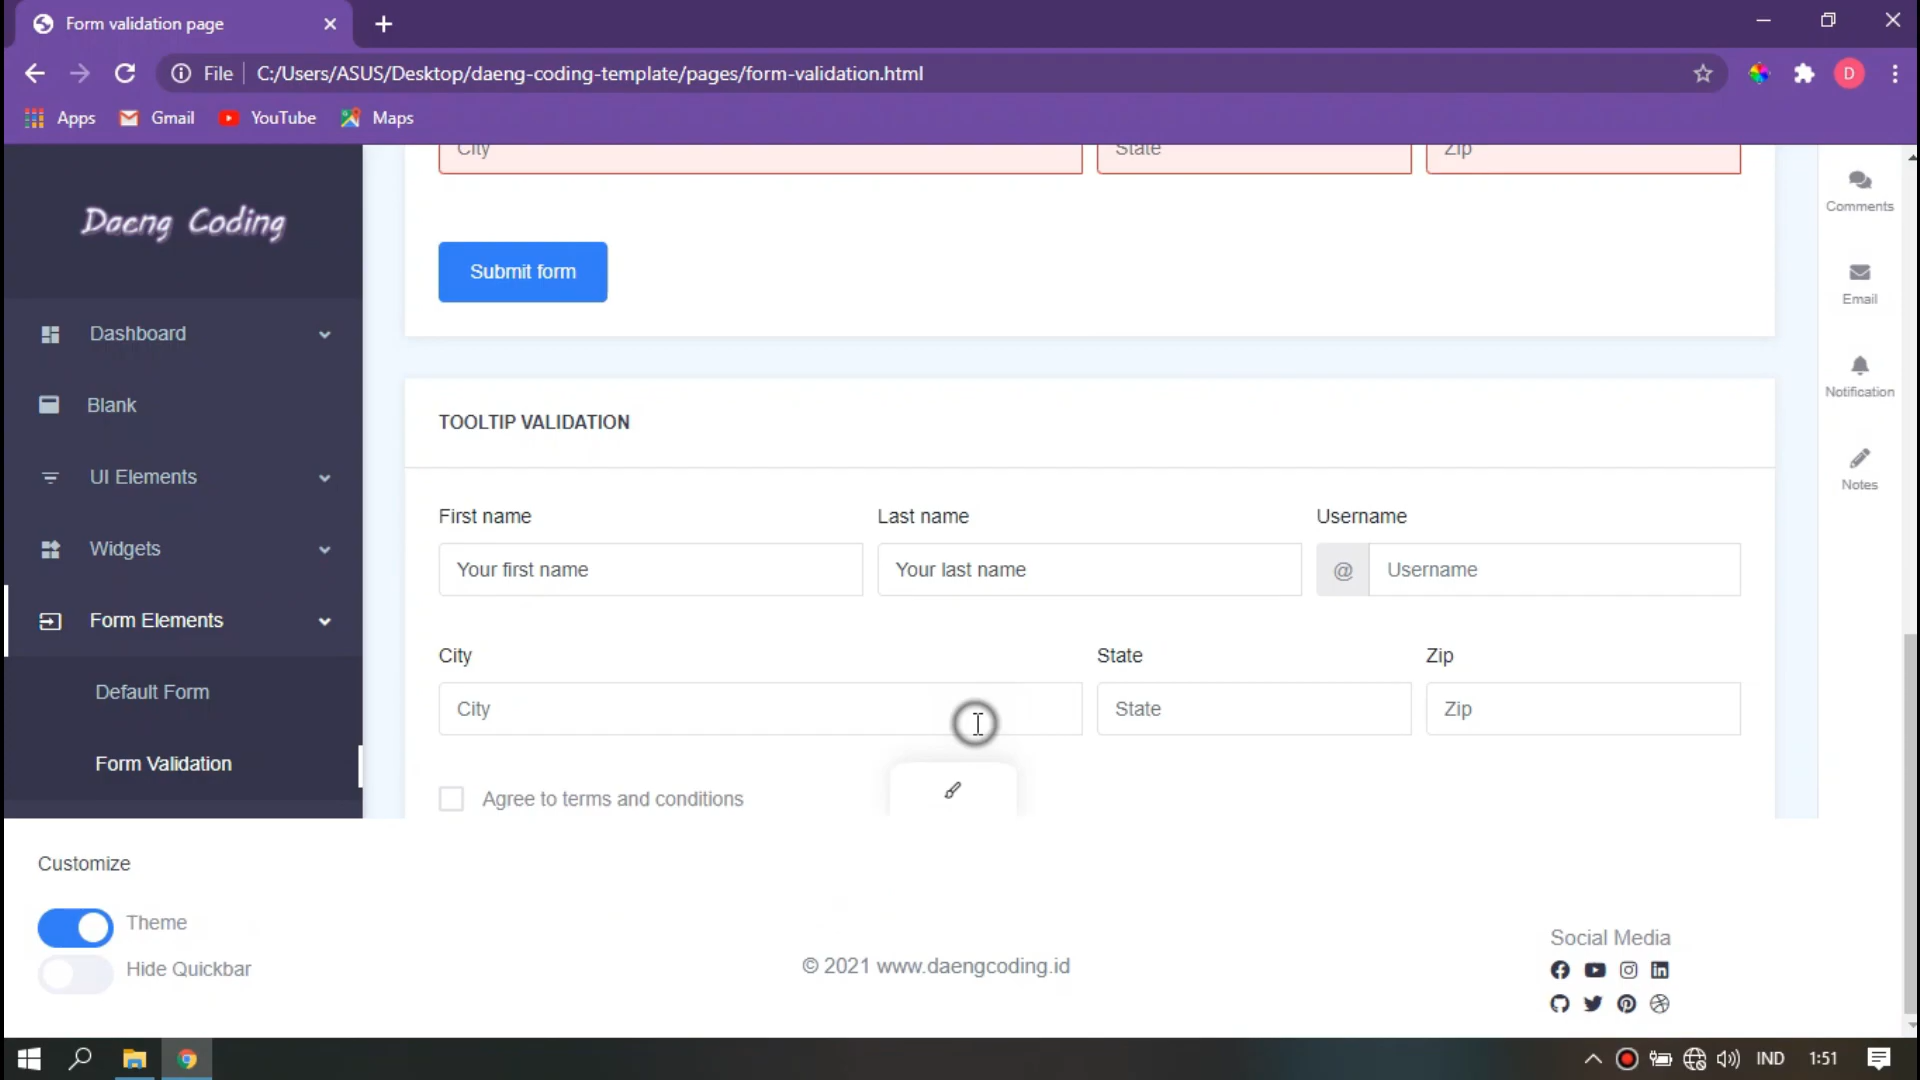 Form validation page
File C:/Users/ASUS/Desktop/daeng-coding-template/pages/form-validation.html
D
Apps Gmail YouTube Maps
City State Zip
Comments
Daeng Coding
Submit form
Email
Dashboard
Notification
Blank
TOOLTIP VALIDATION
UI Elements
Notes
First name Last name Username
Widgets
Your first name Your last name @ Username
Form Elements
City State Zip
Default Form
City State Zip
Form Validation
Agree to terms and conditions
Customize
Theme
Social Media
Hide Quickbar
© 2021 www.daengcoding.id
IND 1:51